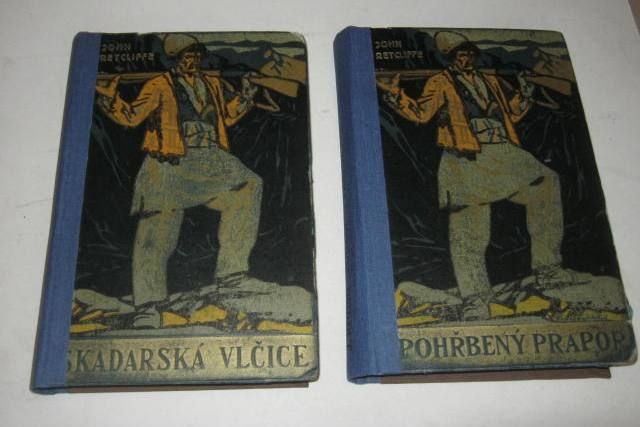 JOHN
RETCLIFFE
SKADARSKÁ VLČICE
JOHN
RETCLIFFE
POHŘBENÝ PRAPOR